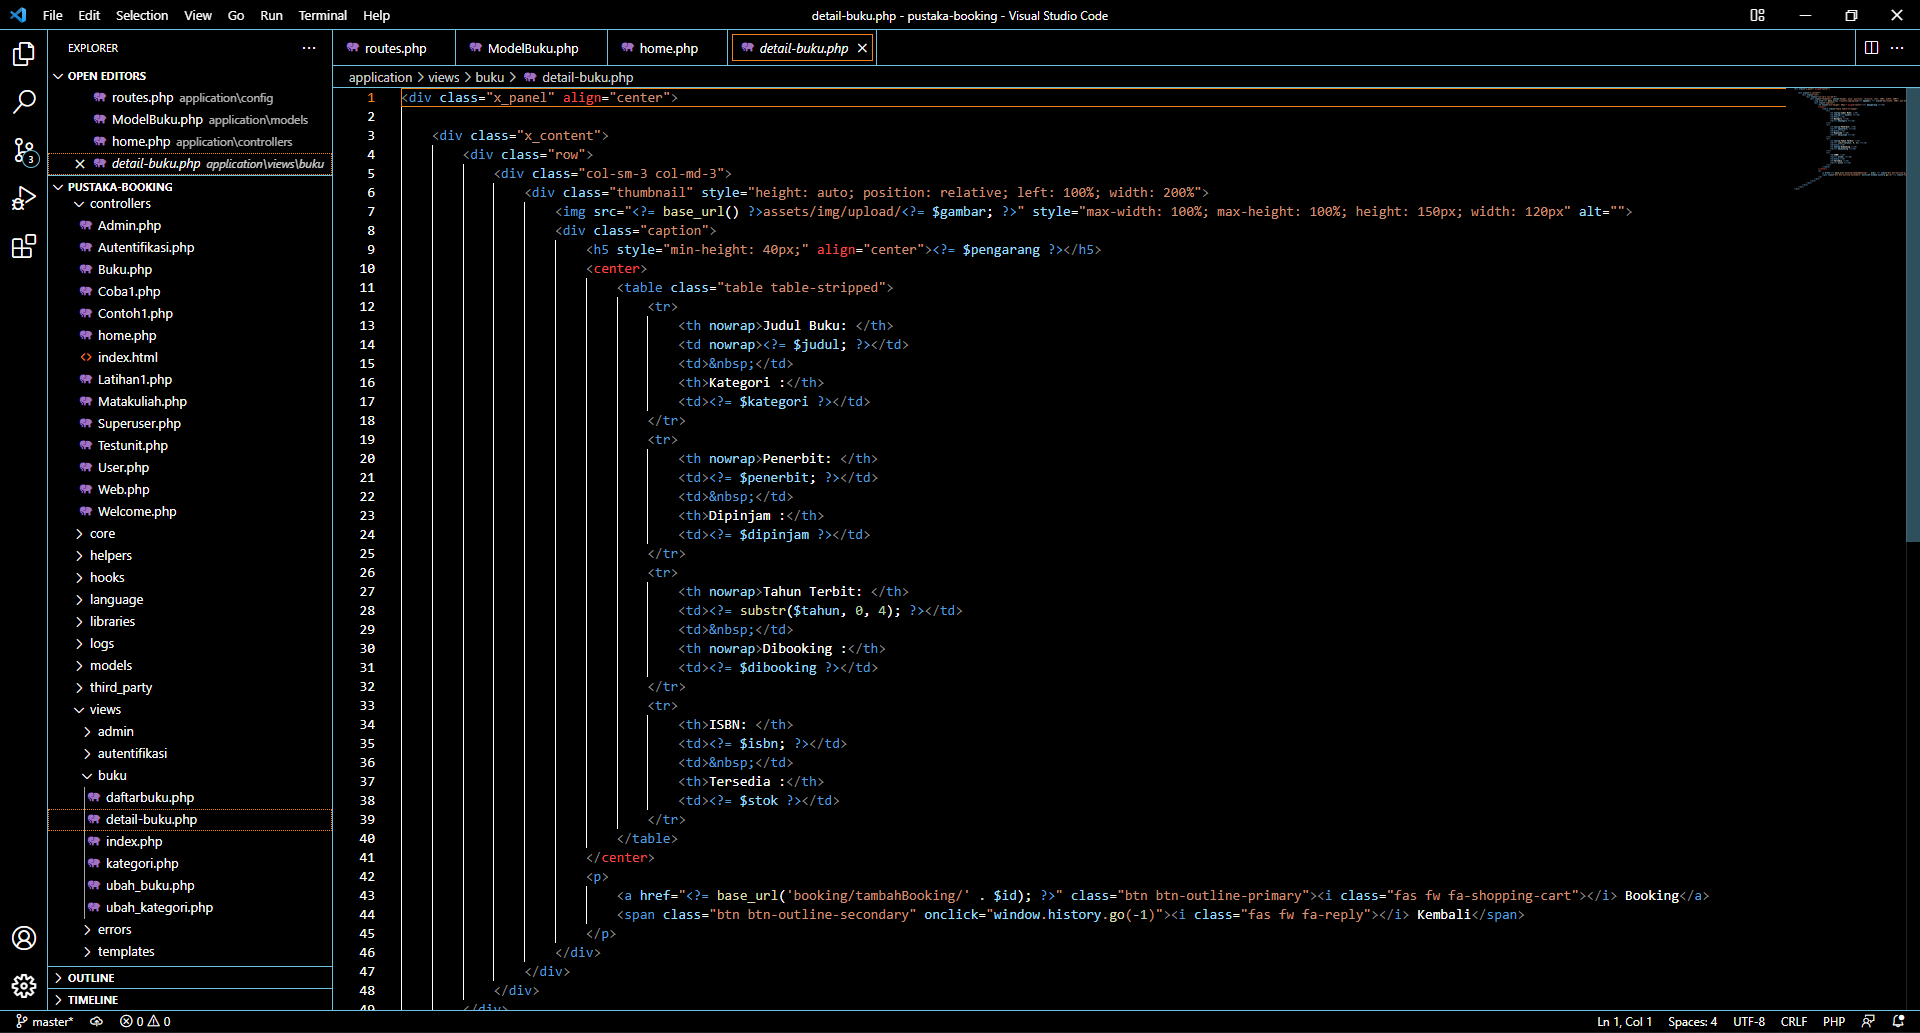 File Edit Selection View Go Run Terminal Help
detail-buku.php - pustaka-booking - Visual Studio Code
EXPLORER
OPEN EDITORS
routes.php application\config
ModelBuku.php application\models
home.php application\controllers
detail-buku.php application\views\buku
PUSTAKA-BOOKING
controllers
Admin.php
Autentifikasi.php
Buku.php
Coba1.php
Contoh1.php
home.php
index.html
Latihan1.php
Matakuliah.php
Superuser.php
Testunit.php
User.php
Web.php
Welcome.php
core
helpers
hooks
language
libraries
logs
models
third_party
views
admin
autentifikasi
buku
daftarbuku.php
detail-buku.php
index.php
kategori.php
ubah_buku.php
ubah_kategori.php
errors
templates
OUTLINE
TIMELINE
3
routes.php ModelBuku.php home.php detail-buku.php
application > views > buku > detail-buku.php
1 <div class="x_panel" align="center">
2
3 <div class="x_content">
4 <div class="row">
5 <div class="col-sm-3 col-md-3">
6 <div class="thumbnail" style="height: auto; position: relative; left: 100%; width: 200%">
7 <img src="<?= base_url() ?>assets/img/upload/<?= $gambar; ?>" style="max-width: 100%; max-height: 100%; height: 150px; width: 120px" alt="">
8 <div class="caption">
9 <h5 style="min-height: 40px;" align="center"><?= $pengarang ?></h5>
10 <center>
11 <table class="table table-stripped">
12 <tr>
13 <th nowrap>Judul Buku: </th>
14 <td nowrap><?= $judul; ?></td>
15 <td>&nbsp;</td>
16 <th>Kategori :</th>
17 <td><?= $kategori ?></td>
18 </tr>
19 <tr>
20 <th nowrap>Penerbit: </th>
21 <td><?= $penerbit; ?></td>
22 <td>&nbsp;</td>
23 <th>Dipinjam :</th>
24 <td><?= $dipinjam ?></td>
25 </tr>
26 <tr>
27 <th nowrap>Tahun Terbit: </th>
28 <td><?= substr($tahun, 0, 4); ?></td>
29 <td>&nbsp;</td>
30 <th nowrap>Dibooking :</th>
31 <td><?= $dibooking ?></td>
32 </tr>
33 <tr>
34 <th>ISBN: </th>
35 <td><?= $isbn; ?></td>
36 <td>&nbsp;</td>
37 <th>Tersedia :</th>
38 <td><?= $stok ?></td>
39 </tr>
40 </table>
41 </center>
42 <p>
43 <a href="<?= base_url('booking/tambahBooking/' . $id); ?>" class="btn btn-outline-primary"><i class="fas fw fa-shopping-cart"></i> Booking</a>
44 <span class="btn btn-outline-secondary" onclick="window.history.go(-1)"><i class="fas fw fa-reply"></i> Kembali</span>
45 </p>
46 </div>
47 </div>
48 </div>
49 </div>
master* 0 0
Ln 1, Col 1 Spaces: 4 UTF-8 CRLF PHP